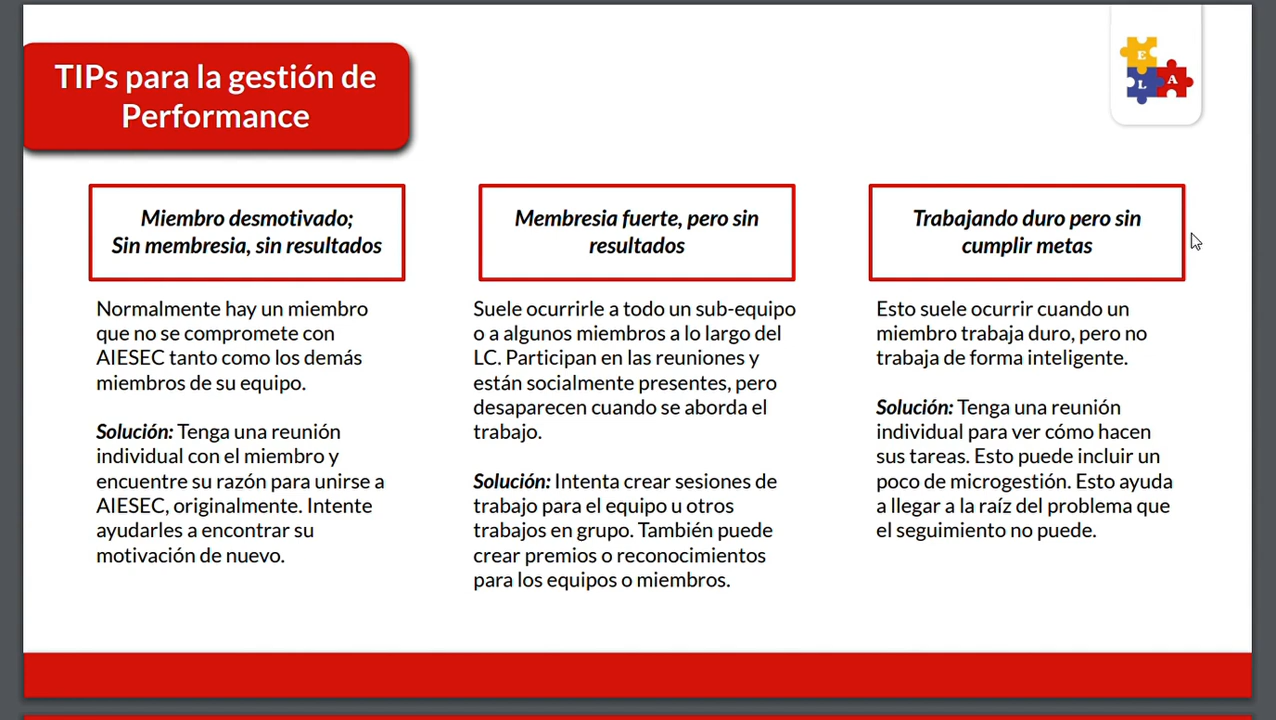 TIPs para la gestión de
Performance
E
L
A
Miembro desmotivado;
Sin membresia, sin resultados
Normalmente hay un miembro
que no se compromete con
AIESEC tanto como los demás
miembros de su equipo.
Solución: Tenga una reunión
individual con el miembro y
encuentre su razón para unirse a
AIESEC, originalmente. Intente
ayudarles a encontrar su
motivación de nuevo.
Membresia fuerte, pero sin
resultados
Suele ocurrirle a todo un sub-equipo
o a algunos miembros a lo largo del
LC. Participan en las reuniones y
están socialmente presentes, pero
desaparecen cuando se aborda el
trabajo.
Solución: Intenta crear sesiones de
trabajo para el equipo u otros
trabajos en grupo. También puede
crear premios o reconocimientos
para los equipos o miembros.
Trabajando duro pero sin
cumplir metas
Esto suele ocurrir cuando un
miembro trabaja duro, pero no
trabaja de forma inteligente.
Solución: Tenga una reunión
individual para ver cómo hacen
sus tareas. Esto puede incluir un
poco de microgestión. Esto ayuda
a llegar a la raíz del problema que
el seguimiento no puede.